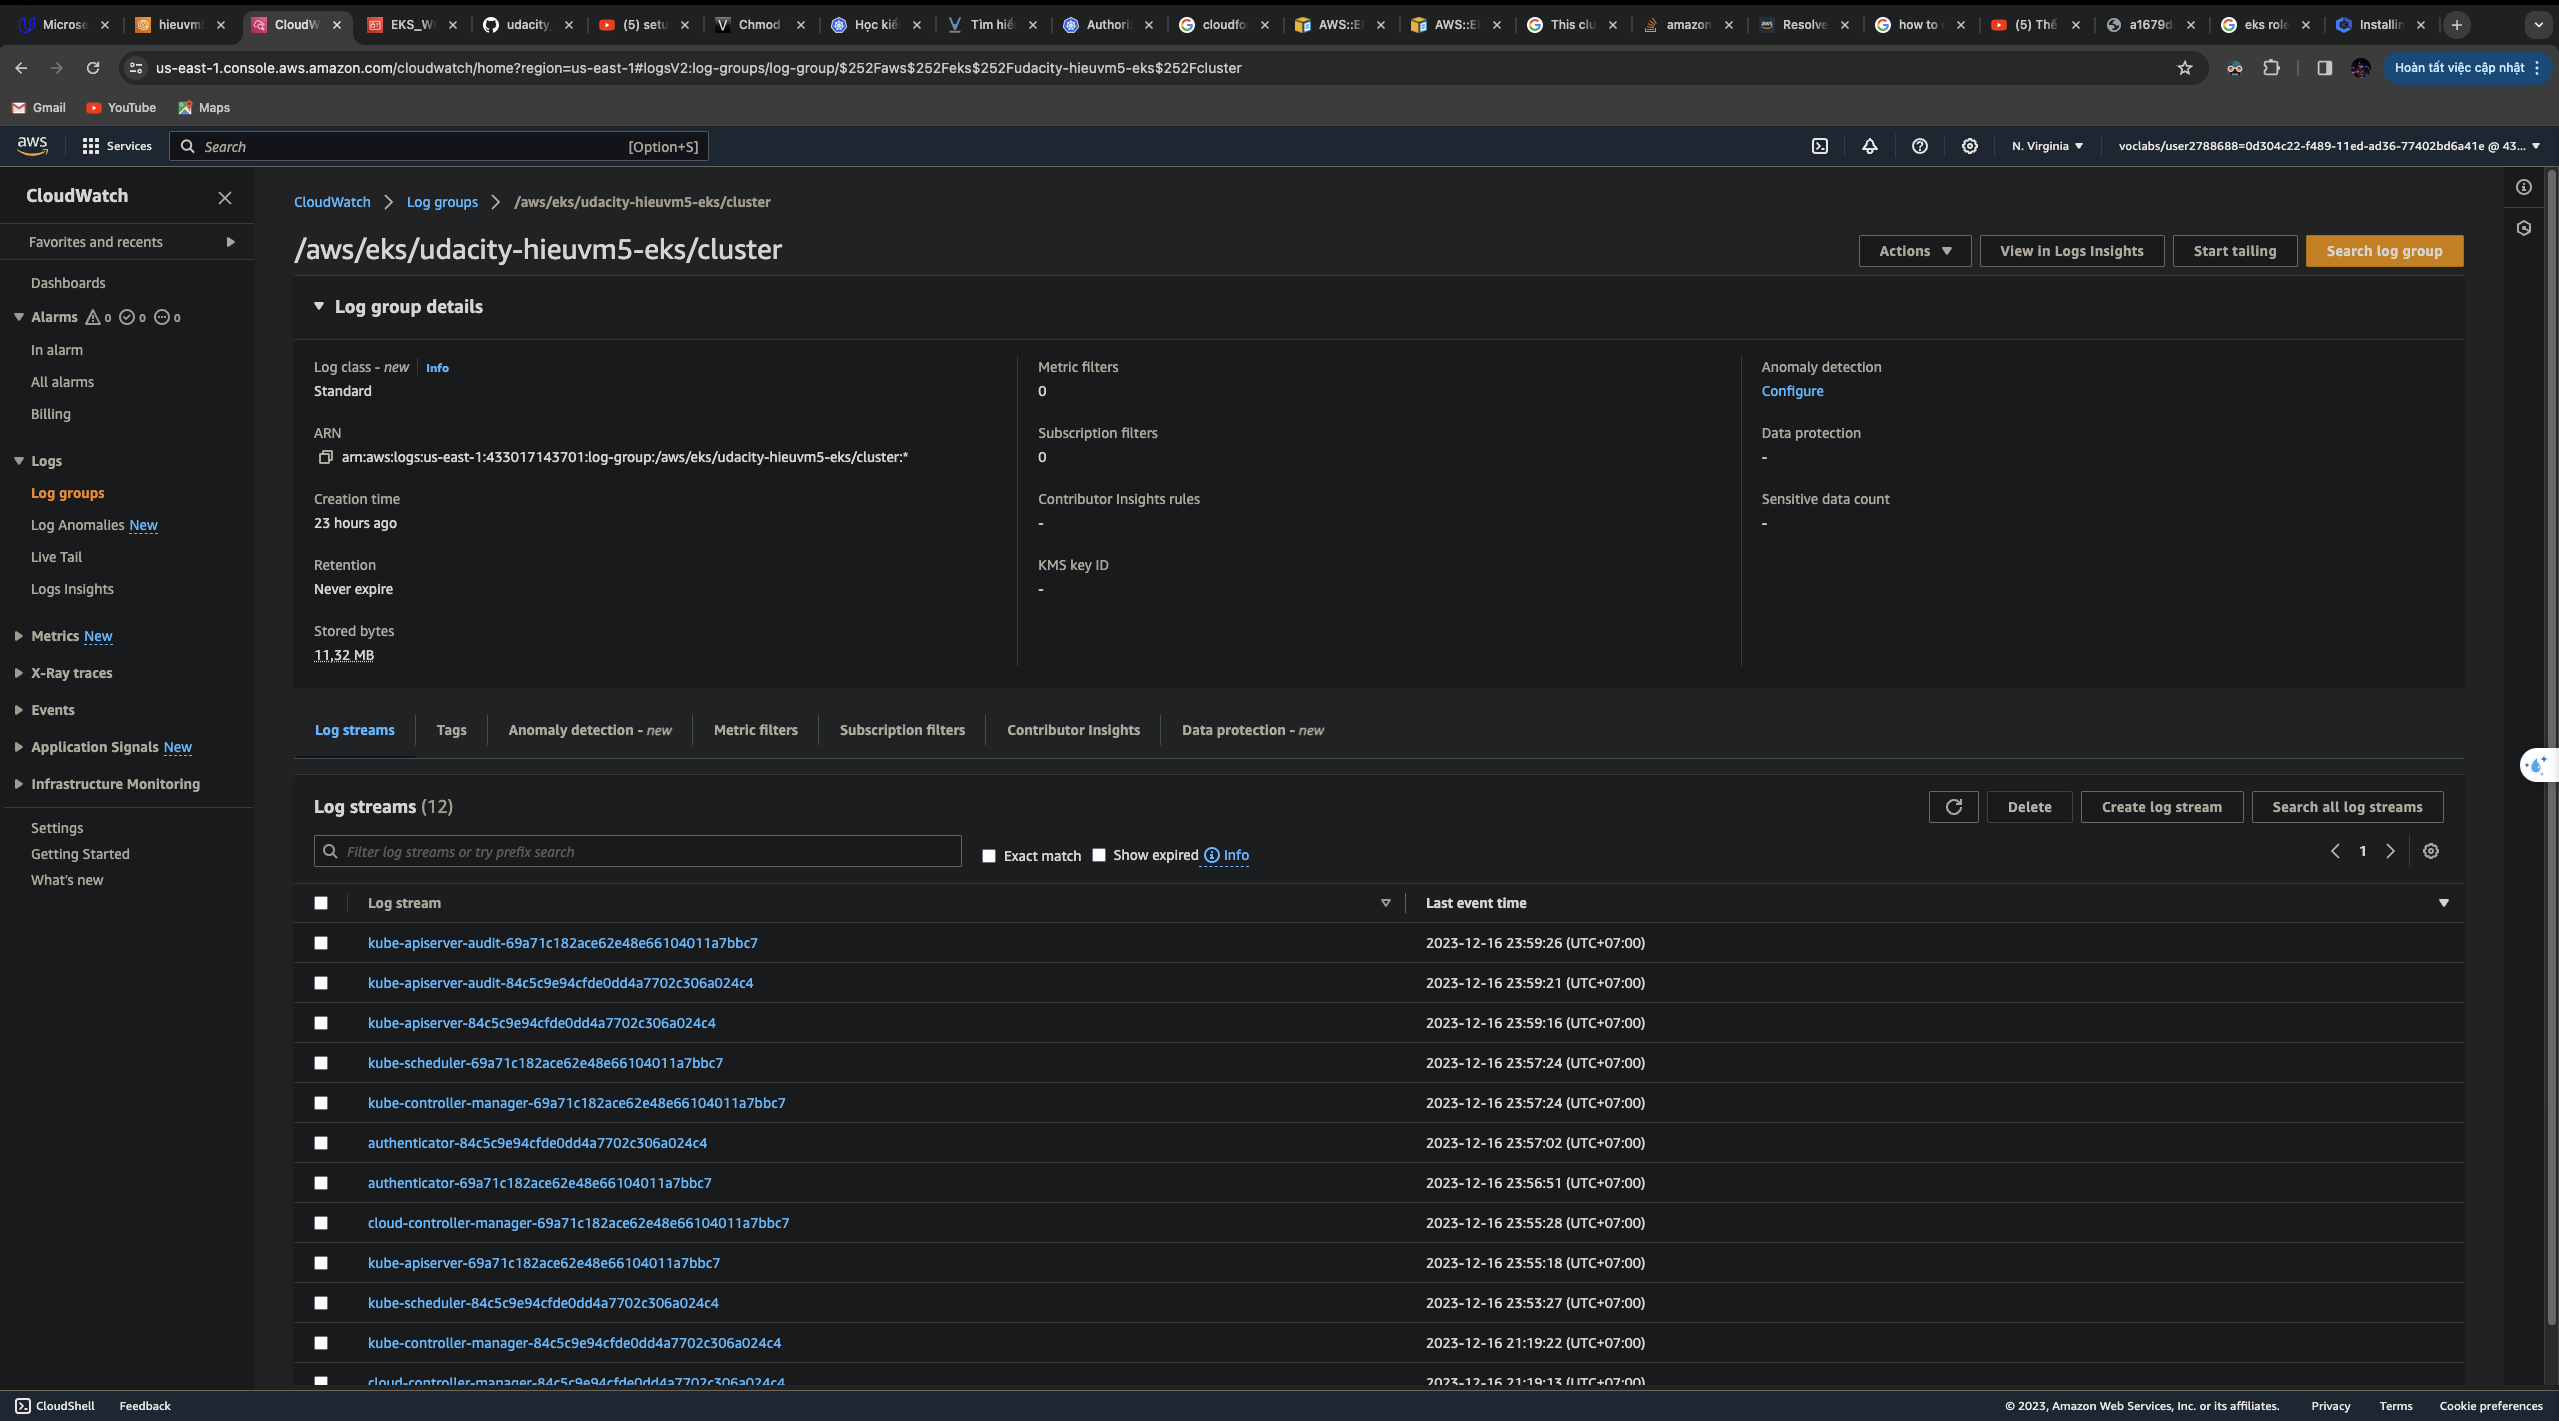 Microse
hieuvm
CloudW
EKS_W
udacity_
(5) setu
Chmod
Học kiế
Tìm hiể
Authori
cloudfo
AWS::E
AWS::E
This clu
amazon
Resolve
how to
(5) Thế
a1679d
eks role
Installin
us-east-1.console.aws.amazon.com/cloudwatch/home?region=us-east-1#logsV2:log-groups/log-group/$252Faws$252Feks$252Fudacity-hieuvm5-eks$252Fcluster
Hoàn tất việc cập nhật
Gmail
YouTube
Maps
aws
Services
Search
[Option+S]
N. Virginia
voclabs/user2788688=0d304c22-f489-11ed-ad36-77402bd6a41e @ 43...
CloudWatch
Favorites and recents
Dashboards
Alarms 0 0 0
In alarm
All alarms
Billing
Logs
Log groups
Log Anomalies New
Live Tail
Logs Insights
Metrics New
X-Ray traces
Events
Application Signals New
Infrastructure Monitoring
Settings
Getting Started
What's new
CloudWatch
Log groups
/aws/eks/udacity-hieuvm5-eks/cluster
/aws/eks/udacity-hieuvm5-eks/cluster
Actions
View in Logs Insights
Start tailing
Search log group
Log group details
Log class - new
Info
Standard
ARN
arn:aws:logs:us-east-1:433017143701:log-group:/aws/eks/udacity-hieuvm5-eks/cluster:*
Creation time
23 hours ago
Retention
Never expire
Stored bytes
11,32 MB
Metric filters
0
Subscription filters
0
Contributor Insights rules
-
KMS key ID
-
Anomaly detection
Configure
Data protection
-
Sensitive data count
-
Log streams
Tags
Anomaly detection - new
Metric filters
Subscription filters
Contributor Insights
Data protection - new
Log streams (12)
Delete
Create log stream
Search all log streams
Filter log streams or try prefix search
Exact match
Show expired
Info
1
Log stream
Last event time
kube-apiserver-audit-69a71c182ace62e48e66104011a7bbc7
2023-12-16 23:59:26 (UTC+07:00)
kube-apiserver-audit-84c5c9e94cfde0dd4a7702c306a024c4
2023-12-16 23:59:21 (UTC+07:00)
kube-apiserver-84c5c9e94cfde0dd4a7702c306a024c4
2023-12-16 23:59:16 (UTC+07:00)
kube-scheduler-69a71c182ace62e48e66104011a7bbc7
2023-12-16 23:57:24 (UTC+07:00)
kube-controller-manager-69a71c182ace62e48e66104011a7bbc7
2023-12-16 23:57:24 (UTC+07:00)
authenticator-84c5c9e94cfde0dd4a7702c306a024c4
2023-12-16 23:57:02 (UTC+07:00)
authenticator-69a71c182ace62e48e66104011a7bbc7
2023-12-16 23:56:51 (UTC+07:00)
cloud-controller-manager-69a71c182ace62e48e66104011a7bbc7
2023-12-16 23:55:28 (UTC+07:00)
kube-apiserver-69a71c182ace62e48e66104011a7bbc7
2023-12-16 23:55:18 (UTC+07:00)
kube-scheduler-84c5c9e94cfde0dd4a7702c306a024c4
2023-12-16 23:53:27 (UTC+07:00)
kube-controller-manager-84c5c9e94cfde0dd4a7702c306a024c4
2023-12-16 21:19:22 (UTC+07:00)
cloud-controller-manager-84c5c9e94cfde0dd4a7702c306a024c4
2023-12-16 21:19:13 (UTC+07:00)
CloudShell
Feedback
© 2023, Amazon Web Services, Inc. or its affiliates.
Privacy
Terms
Cookie preferences